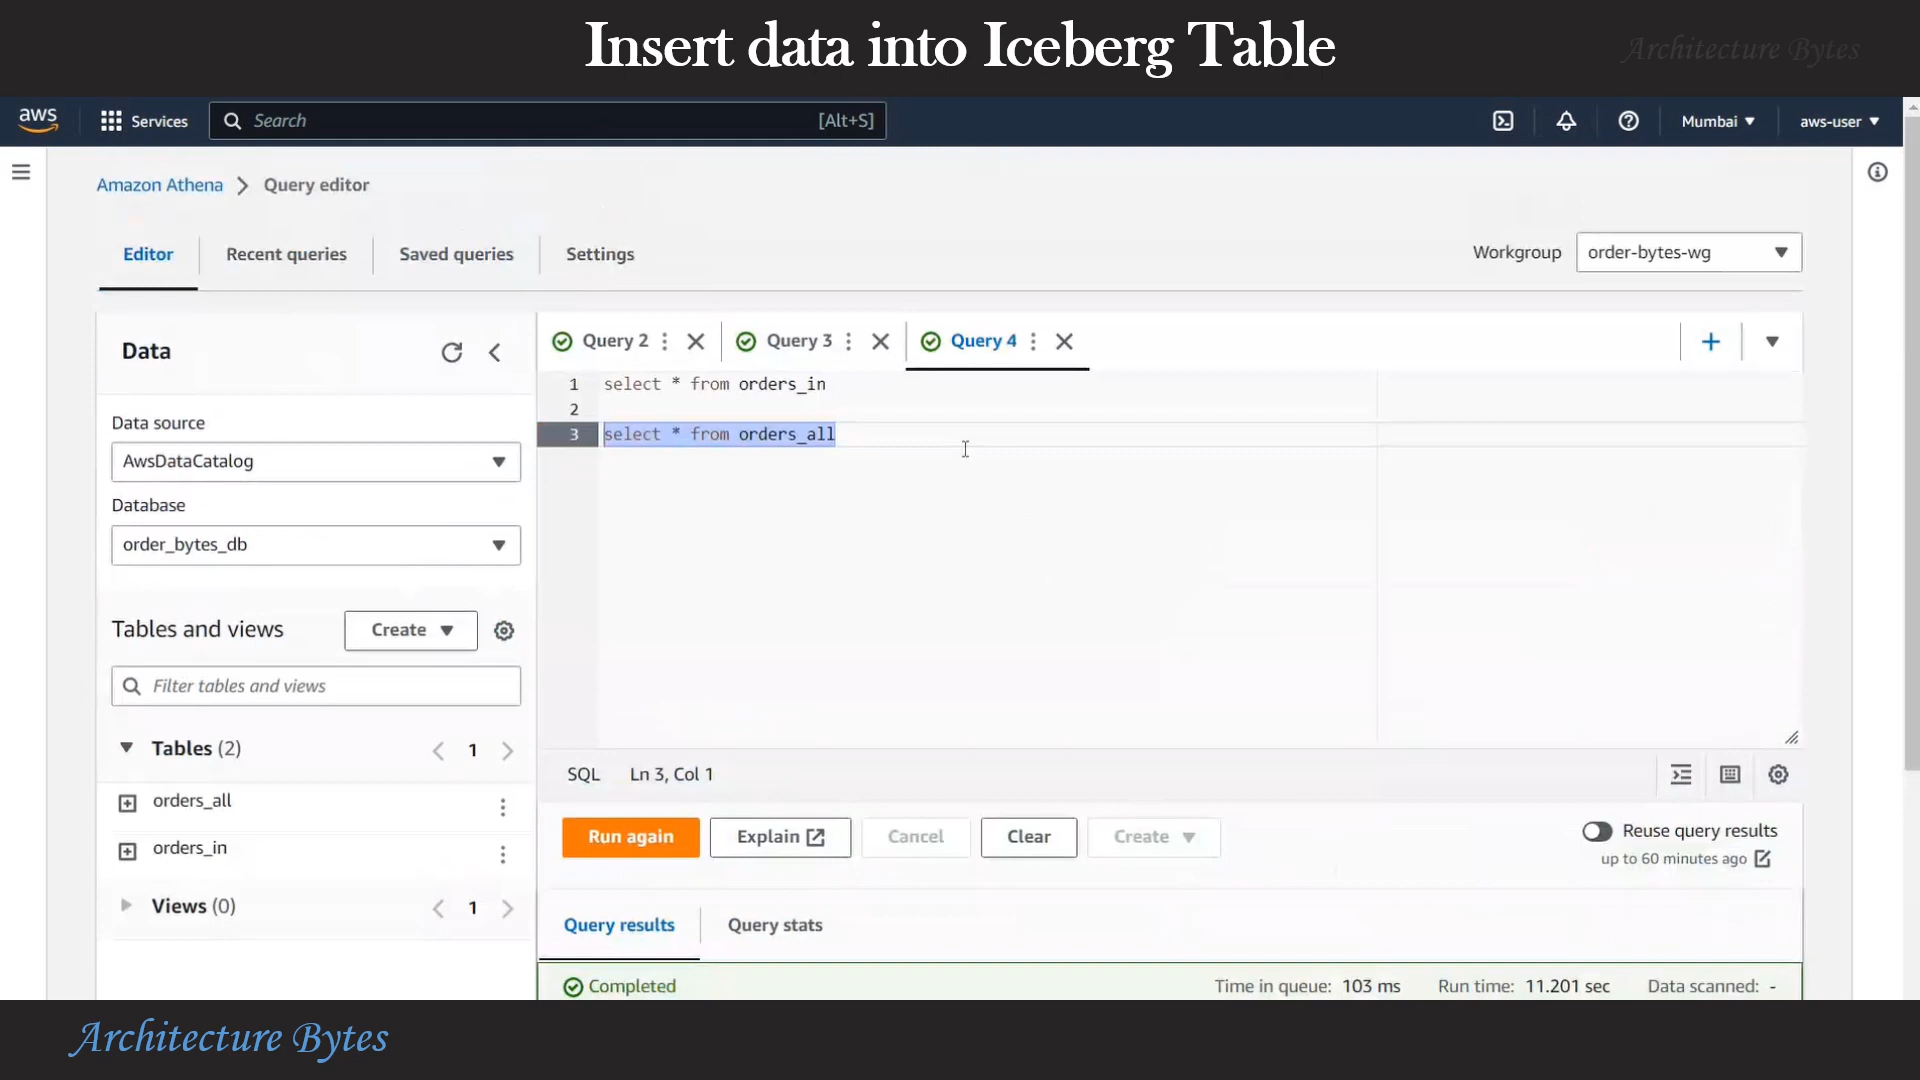 Insert data into Iceberg Table
Architecture Bytes
aws
Services
Search
[Alt+S]
Mumbai
aws-user
Amazon Athena
Query editor
Editor
Recent queries
Saved queries
Settings
Workgroup
order-bytes-wg
Data
Data source
AwsDataCatalog
Database
order_bytes_db
Tables and views
Create
Filter tables and views
Tables (2)
1
orders_all
orders_in
Views (0)
1
Query 2
Query 3
Query 4
1 select * from orders_in
2
3 select * from orders_all
SQL
Ln 3, Col 1
Run again
Explain
Cancel
Clear
Create
Reuse query results
up to 60 minutes ago
Query results
Query stats
Completed
Time in queue: 103 ms
Run time: 11.201 sec
Data scanned: -
Architecture Bytes